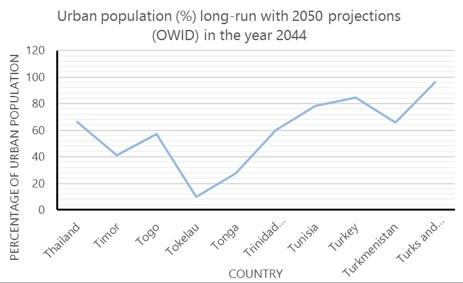 Urban population (%) long-run with 2050 projections
(OWID) in the year 2044
PERCENTAGE OF URBAN POPULATION
120
100
80
60
40
20
0
Thailand
Timor
Togo
Tokelau
Tonga
Trinidad...
Tunisia
Turkey
Turkmenistan
Turks and...
COUNTRY